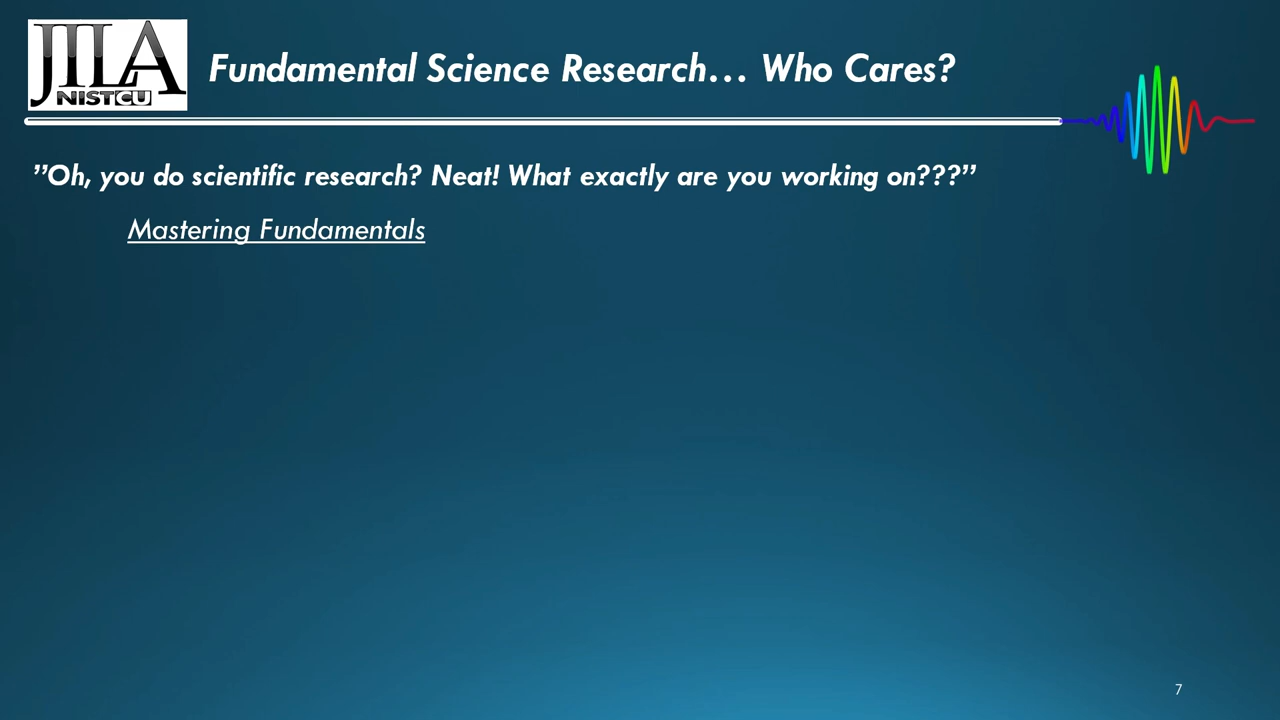 JILA
NIST CU
Fundamental Science Research... Who Cares?
”Oh, you do scientific research? Neat! What exactly are you working on???”
Mastering Fundamentals
7